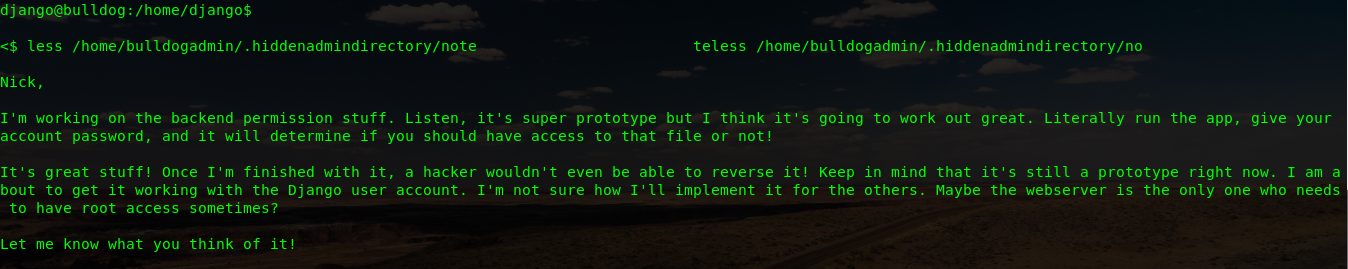 django@bulldog:/home/django$
<$ less /home/bulldogadmin/.hiddenadmindirectory/note                        teless /home/bulldogadmin/.hiddenadmindirectory/no
Nick,
I'm working on the backend permission stuff. Listen, it's super prototype but I think it's going to work out great. Literally run the app, give your
account password, and it will determine if you should have access to that file or not!
It's great stuff! Once I'm finished with it, a hacker wouldn't even be able to reverse it! Keep in mind that it's still a prototype right now. I am a
bout to get it working with the Django user account. I'm not sure how I'll implement it for the others. Maybe the webserver is the only one who needs
 to have root access sometimes?
Let me know what you think of it!